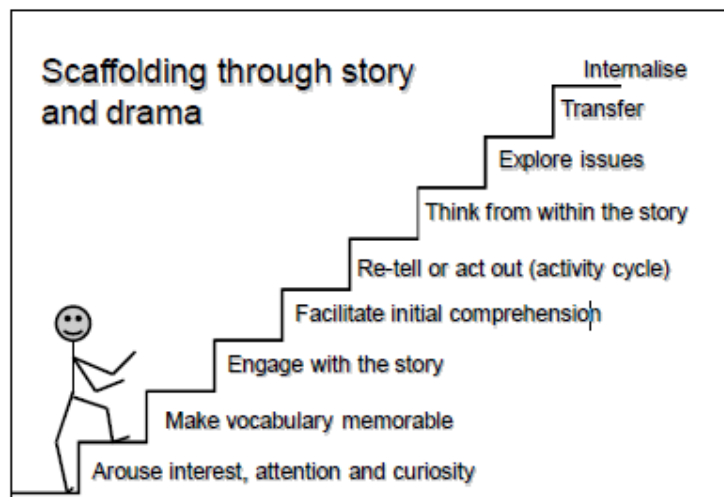 Scaffolding through story
and drama
Internalise
Transfer
Explore issues
Think from within the story
Re-tell or act out (activity cycle)
Facilitate initial comprehension
Engage with the story
Make vocabulary memorable
Arouse interest, attention and curiosity